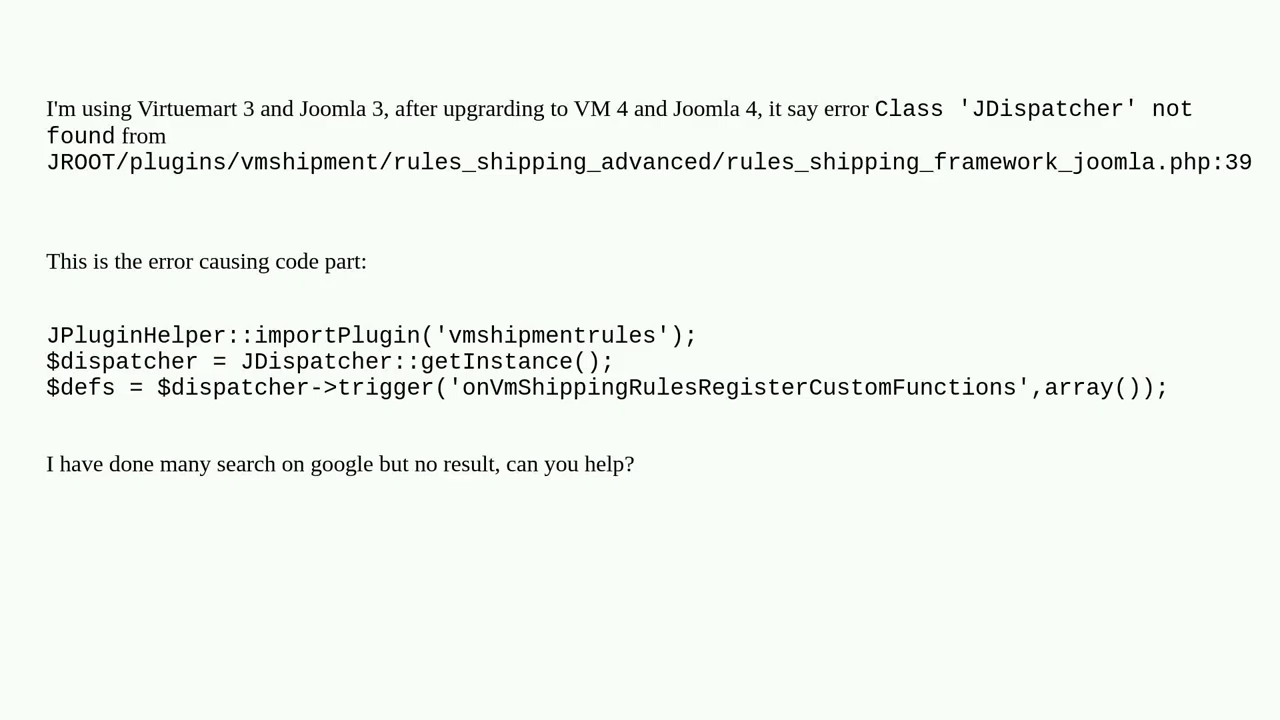 I'm using Virtuemart 3 and Joomla 3, after upgrarding to VM 4 and Joomla 4, it say error Class 'JDispatcher' not
found from
JROOT/plugins/vmshipment/rules_shipping_advanced/rules_shipping_framework_joomla.php:39
This is the error causing code part:
JPluginHelper::importPlugin('vmshipmentrules');
$dispatcher = JDispatcher::getInstance();
$defs = $dispatcher->trigger('onVmShippingRulesRegisterCustomFunctions',array());
I have done many search on google but no result, can you help?